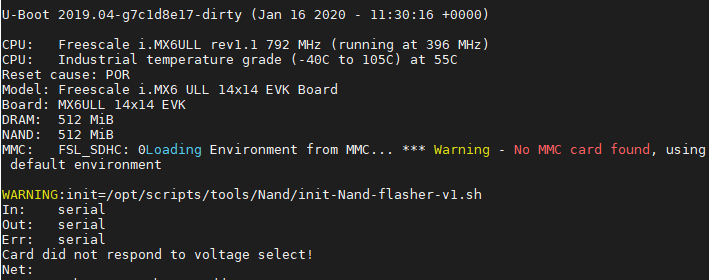 U-Boot 2019.04-g7c1d8e17-dirty (Jan 16 2020 - 11:30:16 +0000)
CPU:   Freescale i.MX6ULL rev1.1 792 MHz (running at 396 MHz)
CPU:   Industrial temperature grade (-40C to 105C) at 55C
Reset cause: POR
Model: Freescale i.MX6 ULL 14x14 EVK Board
Board: MX6ULL 14x14 EVK
DRAM:  512 MiB
NAND:  512 MiB
MMC:   FSL_SDHC: 0Loading Environment from MMC... *** Warning - No MMC card found, using
 default environment
WARNING:init=/opt/scripts/tools/Nand/init-Nand-flasher-v1.sh
In:    serial
Out:   serial
Err:   serial
Card did not respond to voltage select!
Net: